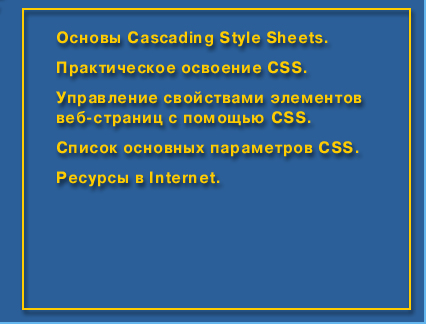 Основы Cascading Style Sheets.
Практическое освоение CSS.
Управление свойствами элементов
веб-страниц с помощью CSS.
Список основных параметров CSS.
Ресурсы в Internet.